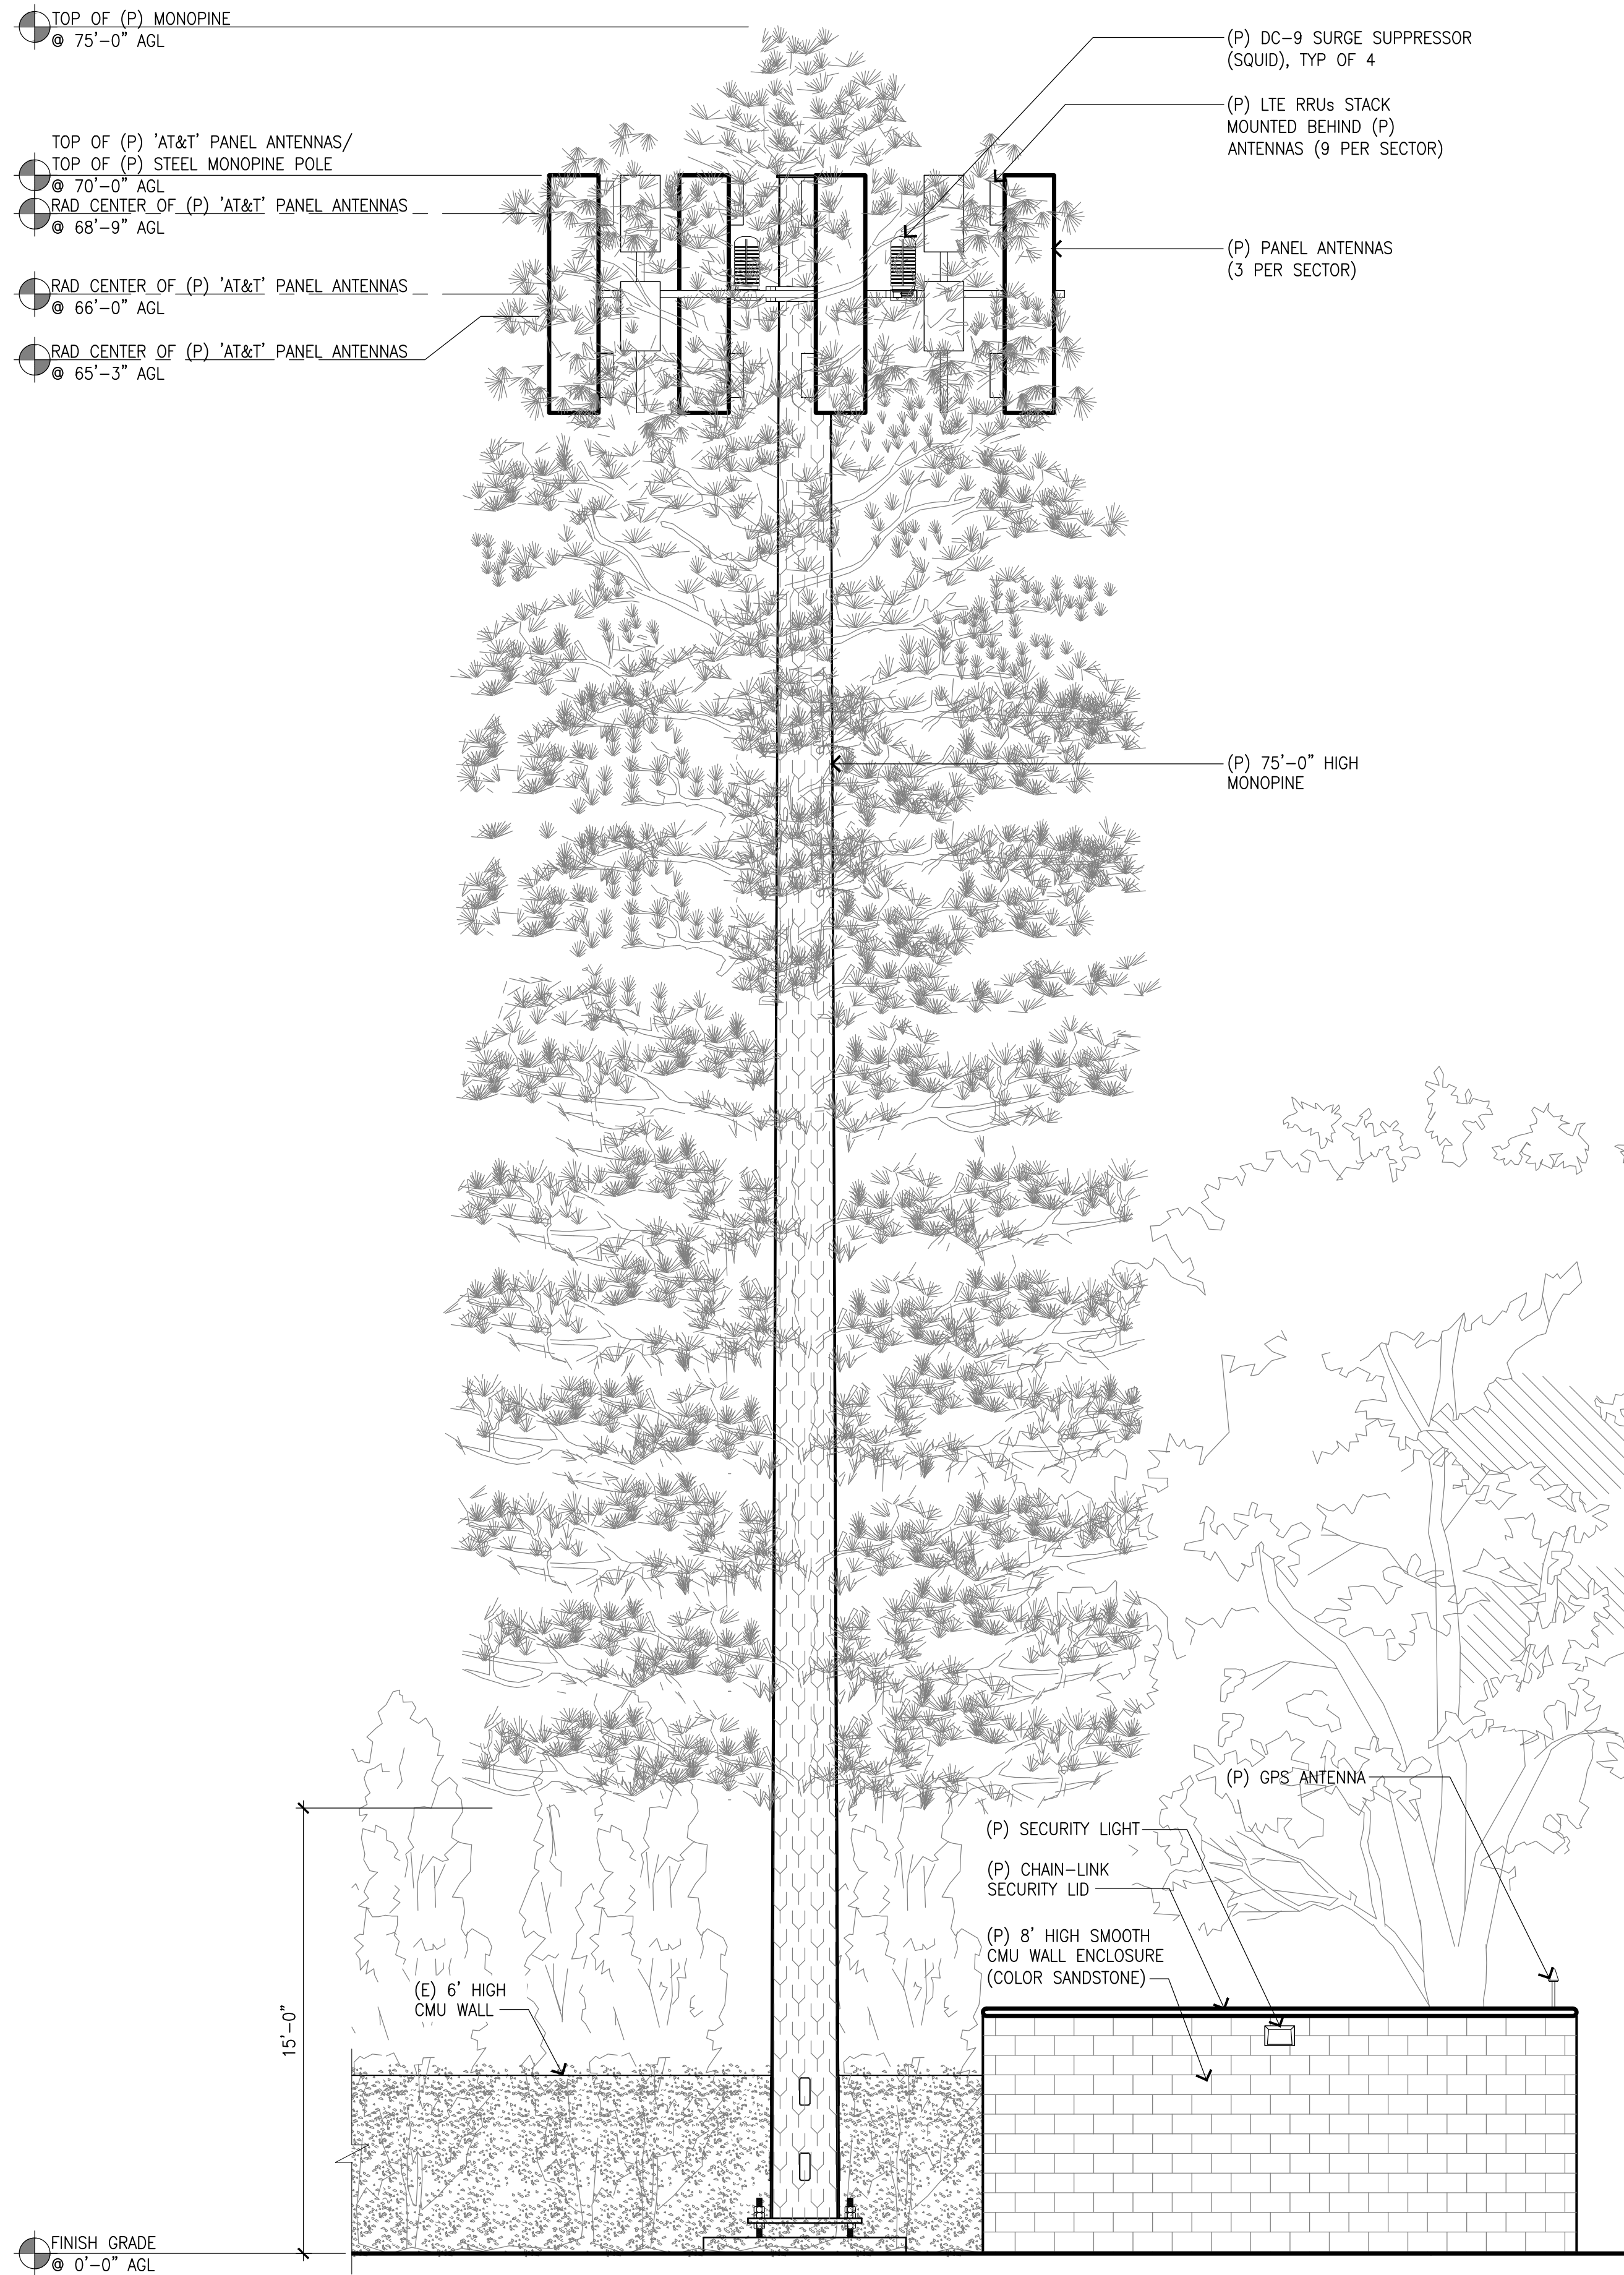 TOP OF (P) MONOPINE
@ 75'-0" AGL
TOP OF (P) 'AT&T' PANEL ANTENNAS/
TOP OF (P) STEEL MONOPINE POLE
@ 70'-0" AGL
RAD CENTER OF (P) 'AT&T' PANEL ANTENNAS
@ 68'-9" AGL
RAD CENTER OF (P) 'AT&T' PANEL ANTENNAS
@ 66'-0" AGL
RAD CENTER OF (P) 'AT&T' PANEL ANTENNAS
@ 65'-3" AGL
(P) DC-9 SURGE SUPPRESSOR
(SQUID), TYP OF 4
(P) LTE RRUs STACK
MOUNTED BEHIND (P)
ANTENNAS (9 PER SECTOR)
(P) PANEL ANTENNAS
(3 PER SECTOR)
(P) 75'-0" HIGH
MONOPINE
(P) GPS ANTENNA
(P) SECURITY LIGHT
(P) CHAIN-LINK
SECURITY LID
(P) 8' HIGH SMOOTH
CMU WALL ENCLOSURE
(COLOR SANDSTONE)
(E) 6' HIGH
CMU WALL
15'-0"
FINISH GRADE
@ 0'-0" AGL